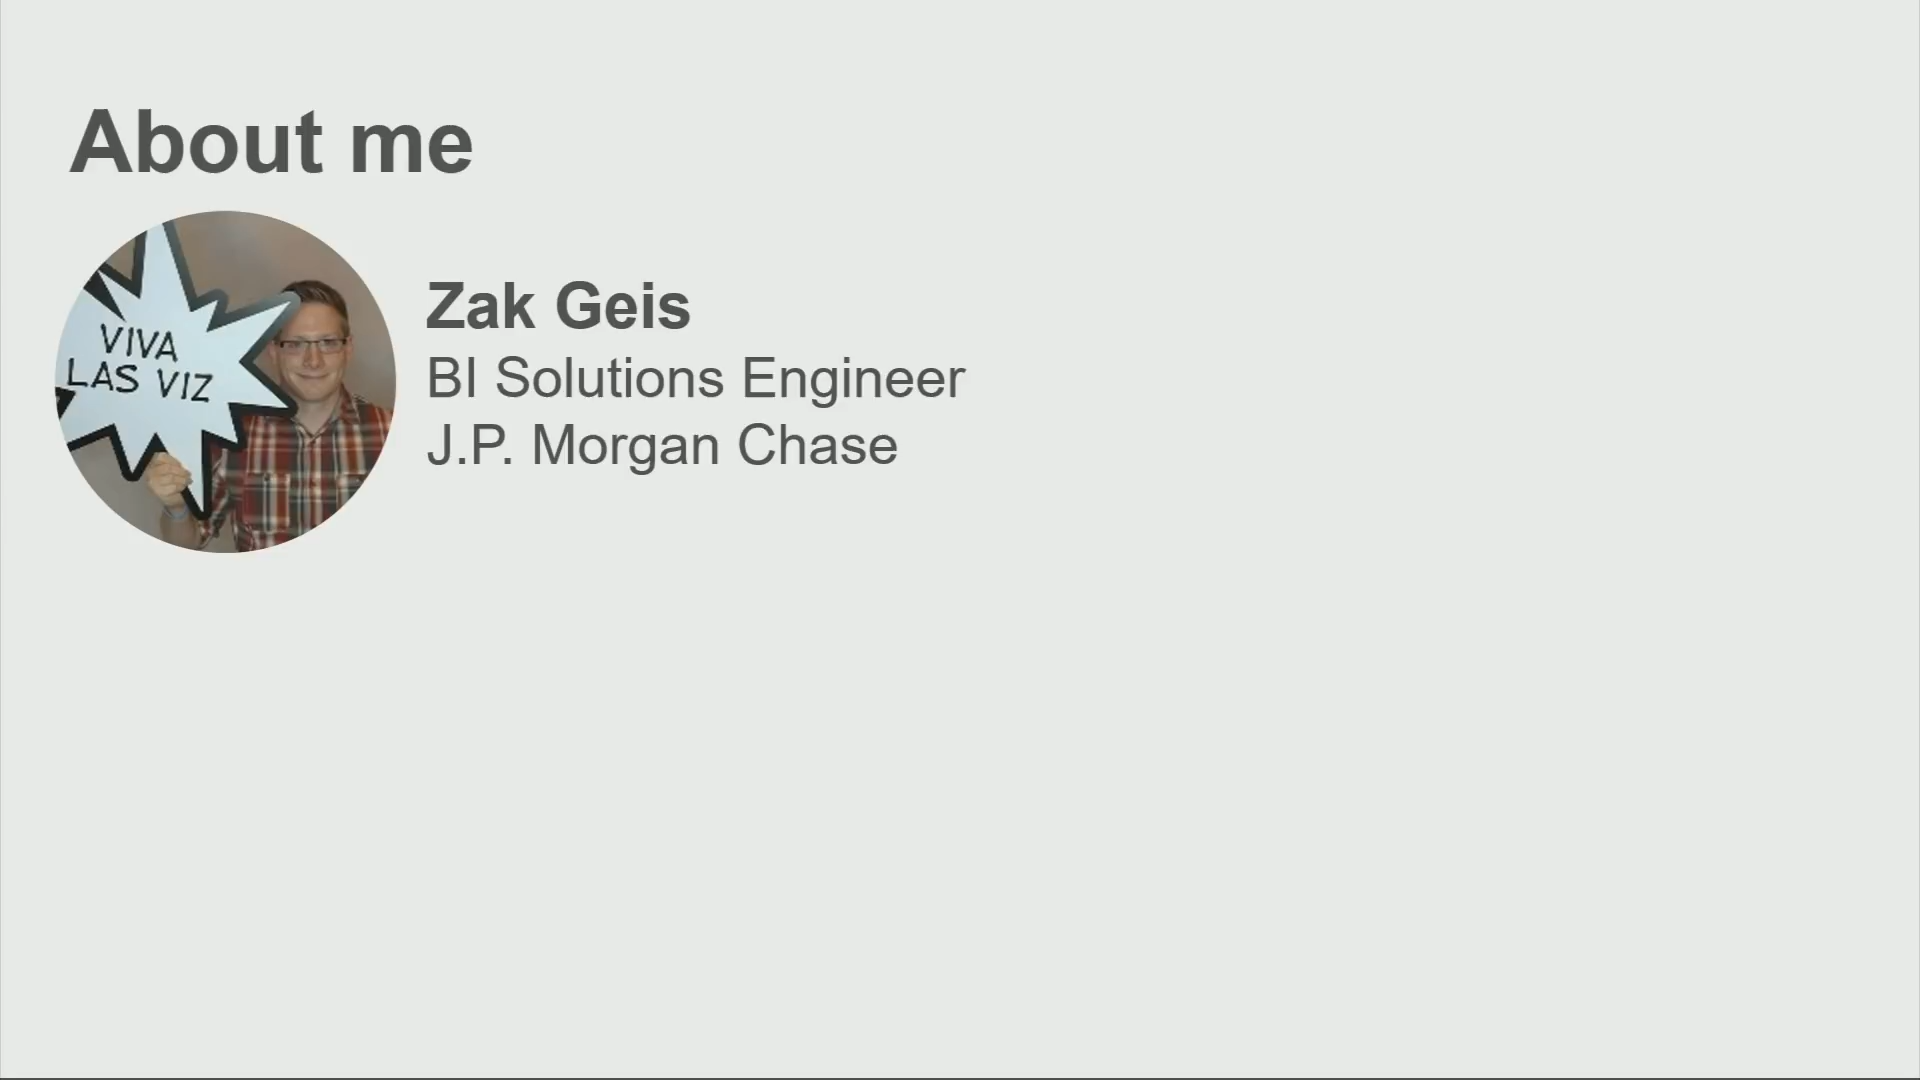 About me
VIVA
LAS VIZ
Zak Geis
BI Solutions Engineer
J.P. Morgan Chase